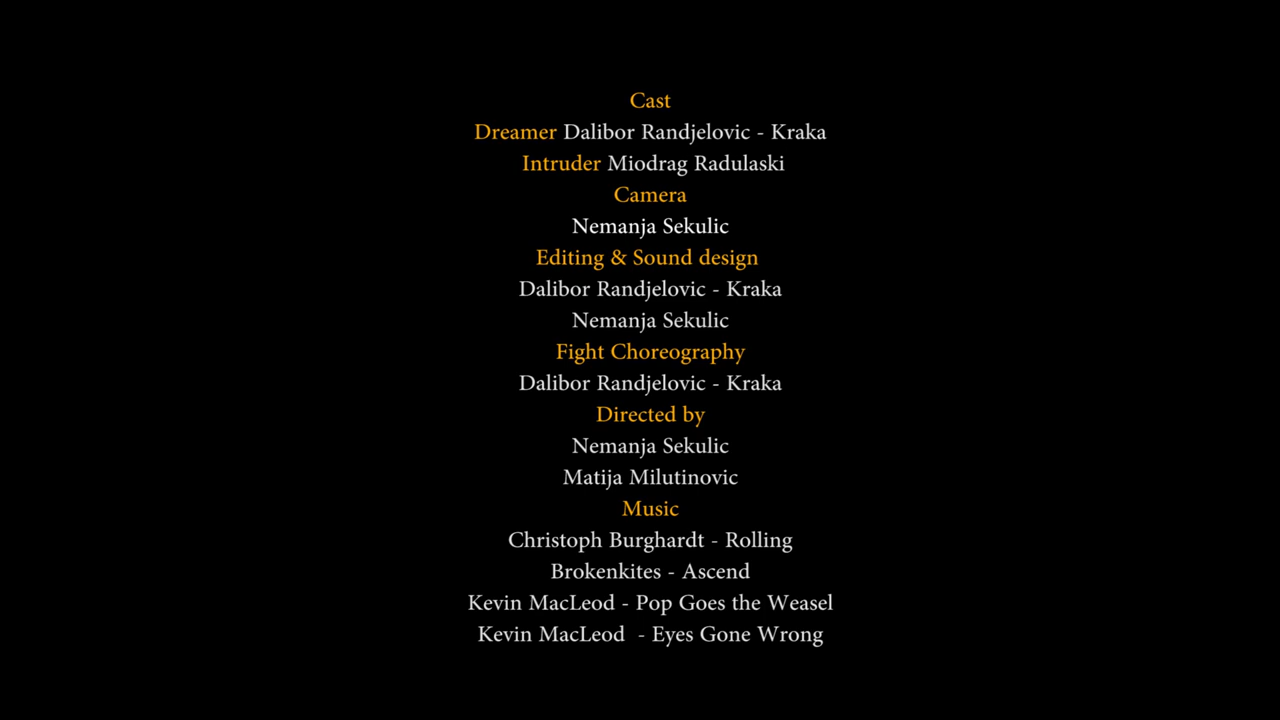 Cast
Dreamer Dalibor Randjelovic - Kraka
Intruder Miodrag Radulaski
Camera
Nemanja Sekulic
Editing & Sound design
Dalibor Randjelovic - Kraka
Nemanja Sekulic
Fight Choreography
Dalibor Randjelovic - Kraka
Directed by
Nemanja Sekulic
Matija Milutinovic
Music
Christoph Burghardt - Rolling
Brokenkites - Ascend
Kevin MacLeod - Pop Goes the Weasel
Kevin MacLeod  - Eyes Gone Wrong